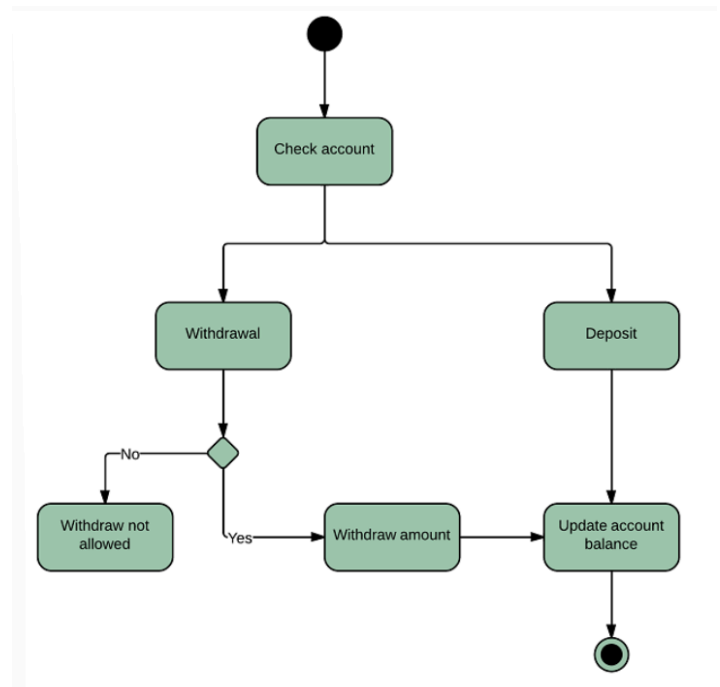 Check account
Withdrawal
Deposit
No
Withdraw not
allowed
Yes
Withdraw amount
Update account
balance